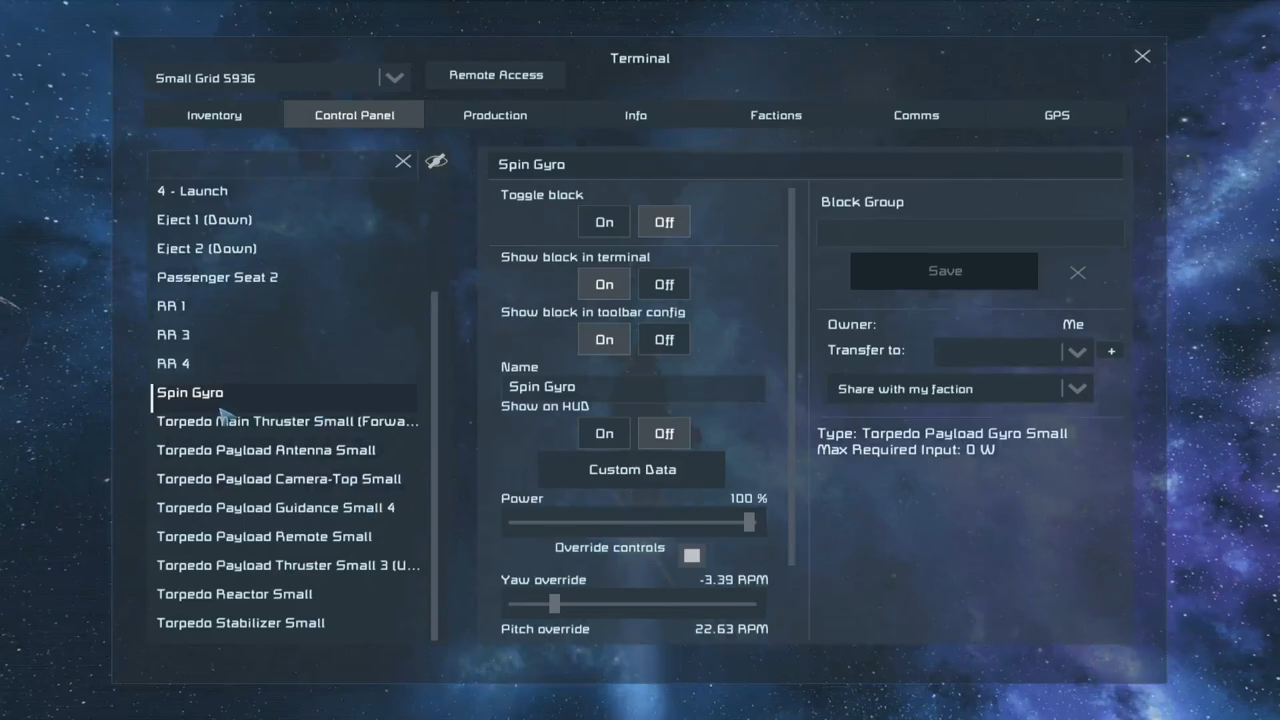 Terminal
Small Grid 5936
Remote Access
Inventory
Control Panel
Production
Info
Factions
Comms
GPS
4 - Launch
Eject 1 (Down)
Eject 2 (Down)
Passenger Seat 2
RR 1
RR 3
RR 4
Spin Gyro
Torpedo Main Thruster Small (Forwa...
Torpedo Payload Antenna Small
Torpedo Payload Camera-Top Small
Torpedo Payload Guidance Small 4
Torpedo Payload Remote Small
Torpedo Payload Thruster Small 3 (U...
Torpedo Reactor Small
Torpedo Stabilizer Small
Spin Gyro
Toggle block
On Off
Show block in terminal
On Off
Show block in toolbar config
On Off
Name
Spin Gyro
Show on HUD
On Off
Custom Data
Power 100 %
Override controls
Yaw override -3.39 RPM
Pitch override 22.63 RPM
Block Group
Save
Owner: Me
Transfer to:
+
Share with my faction
Type: Torpedo Payload Gyro Small
Max Required Input: 0 W